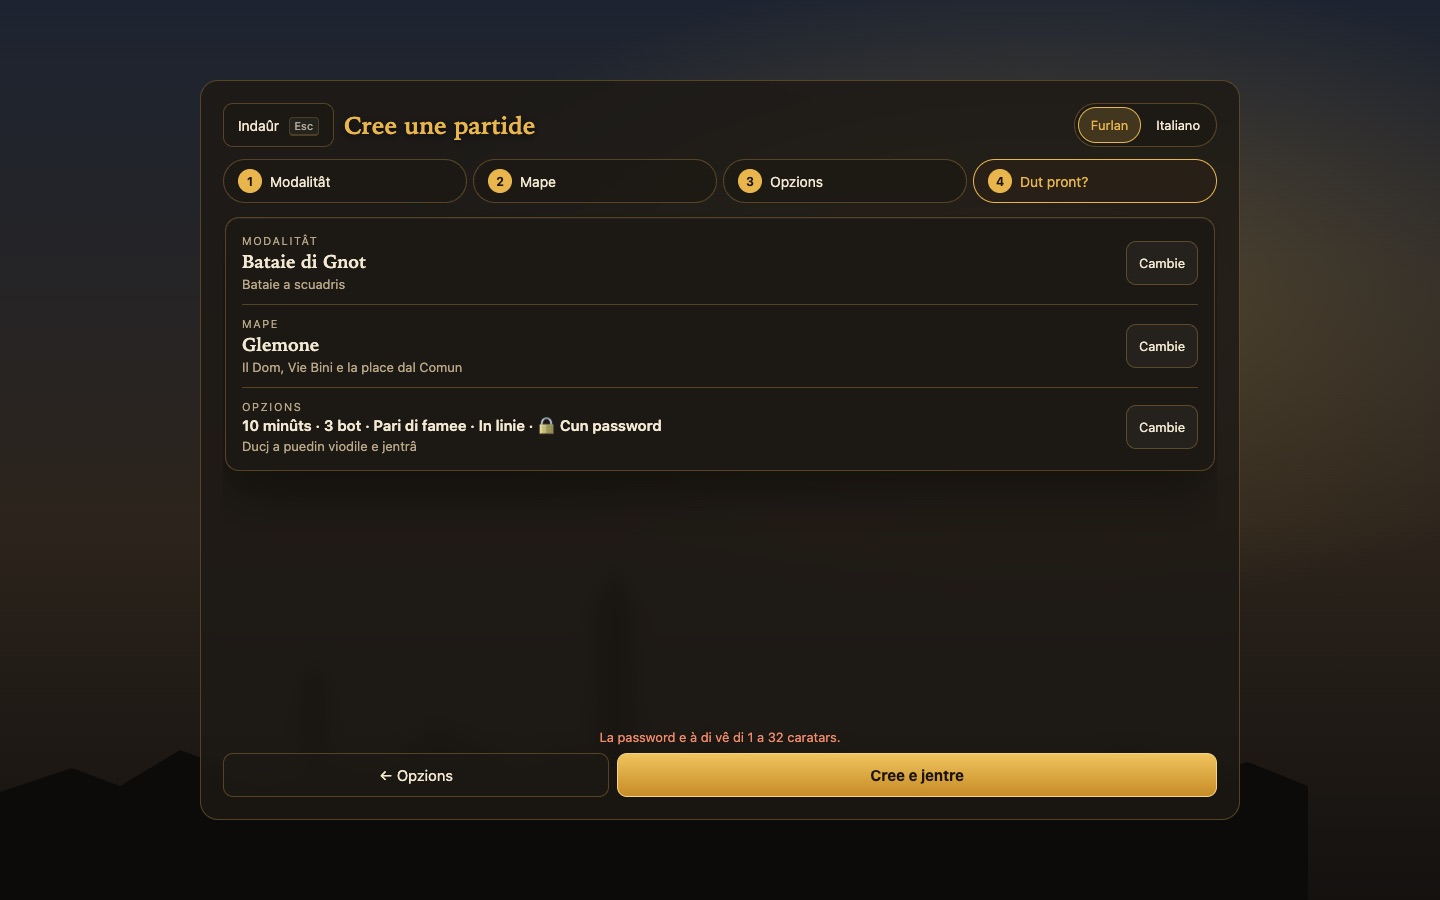 Indaûr Esc
Cree une partide
Furlan Italiano
1 Modalitât
2 Mape
3 Opzions
4 Dut pront?
MODALITÂT
Bataie di Gnot
Bataie a scuadris
Cambie
MAPE
Glemone
Il Dom, Vie Bini e la place dal Comun
Cambie
OPZIONS
10 minûts · 3 bot · Pari di famee · In linie · 🔒 Cun password
Ducj a puedin viodile e jentrâ
Cambie
La password e à di vê di 1 a 32 caratars.
← Opzions
Cree e jentre